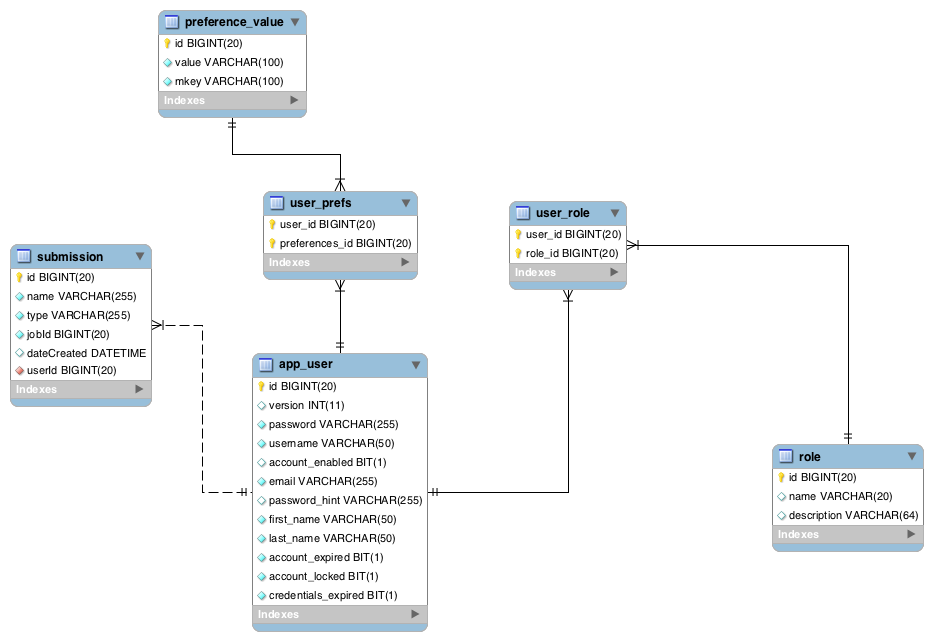 preference_value
id BIGINT(20)
value VARCHAR(100)
mkey VARCHAR(100)
Indexes
user_prefs
user_id BIGINT(20)
preferences_id BIGINT(20)
Indexes
user_role
user_id BIGINT(20)
role_id BIGINT(20)
Indexes
submission
id BIGINT(20)
name VARCHAR(255)
type VARCHAR(255)
jobId BIGINT(20)
dateCreated DATETIME
userId BIGINT(20)
Indexes
app_user
id BIGINT(20)
version INT(11)
password VARCHAR(255)
username VARCHAR(50)
account_enabled BIT(1)
email VARCHAR(255)
password_hint VARCHAR(255)
first_name VARCHAR(50)
last_name VARCHAR(50)
account_expired BIT(1)
account_locked BIT(1)
credentials_expired BIT(1)
Indexes
role
id BIGINT(20)
name VARCHAR(20)
description VARCHAR(64)
Indexes